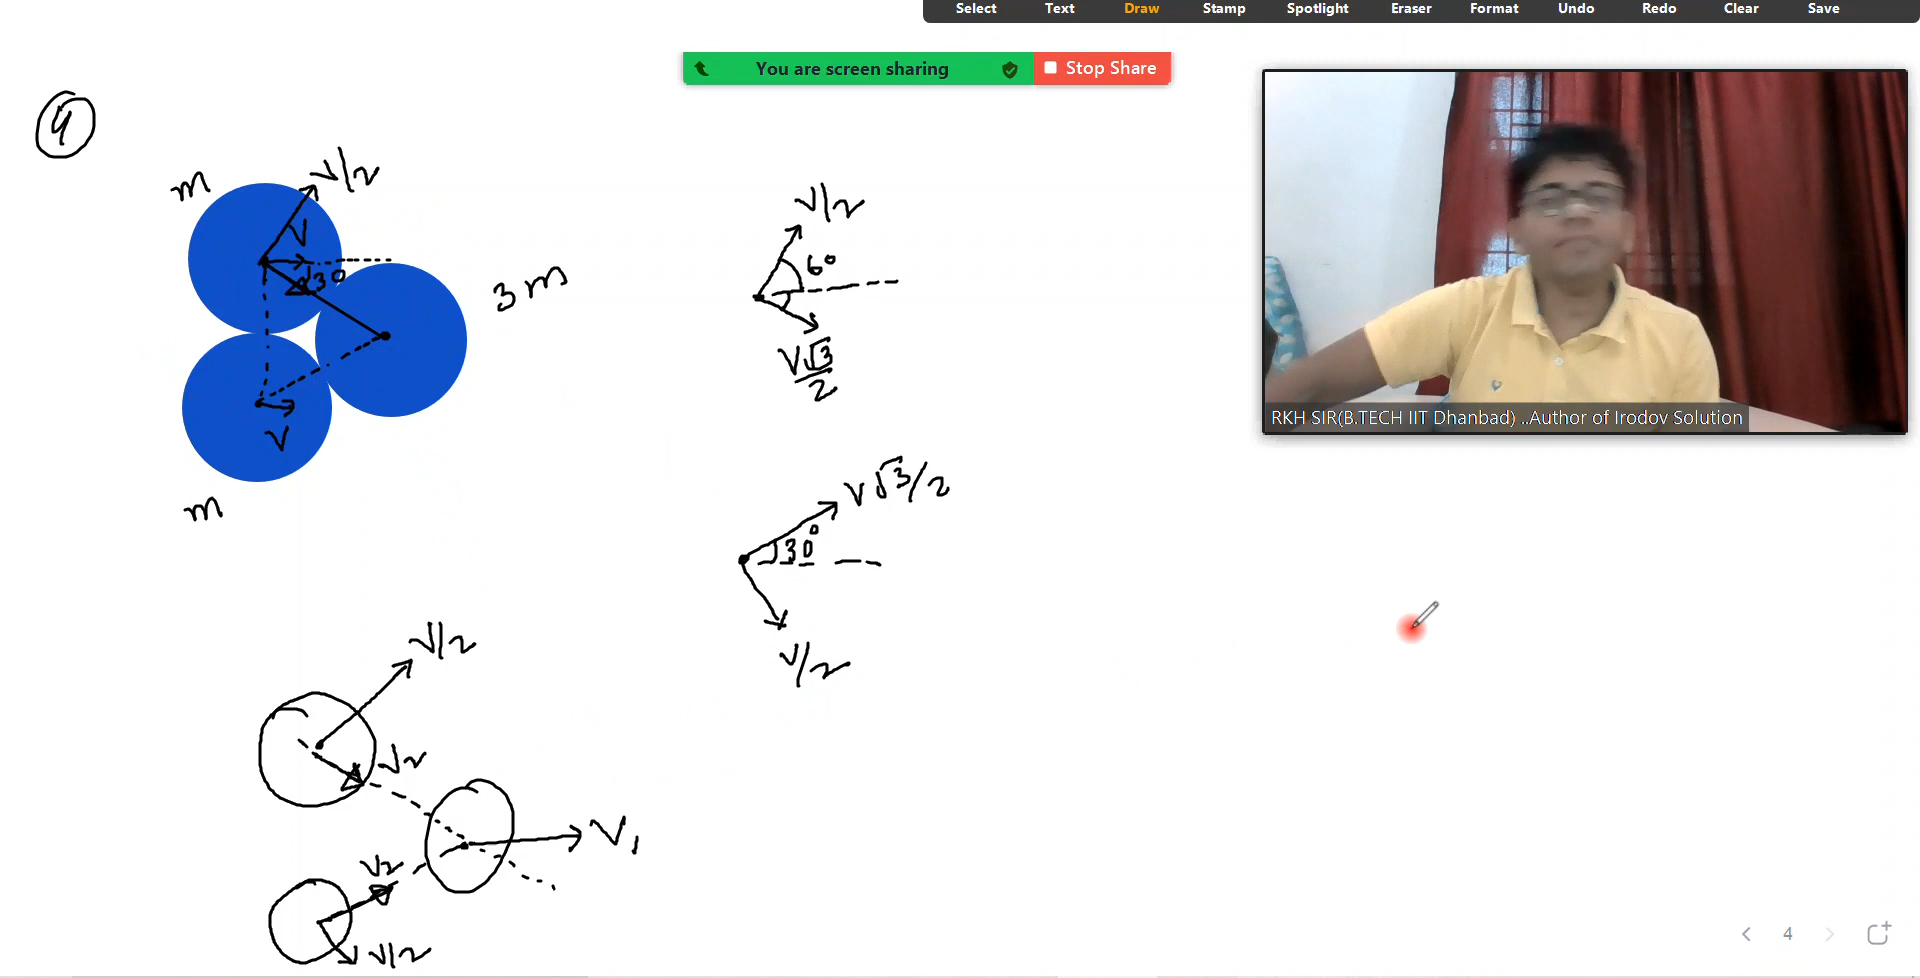 Select Text Draw Stamp Spotlight Eraser Format Undo Redo Clear Save
You are screen sharing Stop Share
4
m
V/2
V
30
3m
V
m
V/2
60
V√3/2
V√3/2
30°
V/2
V/2
V2
V1
V2
V/2
RKH SIR(B.TECH IIT Dhanbad) ..Author of Irodov Solution
4